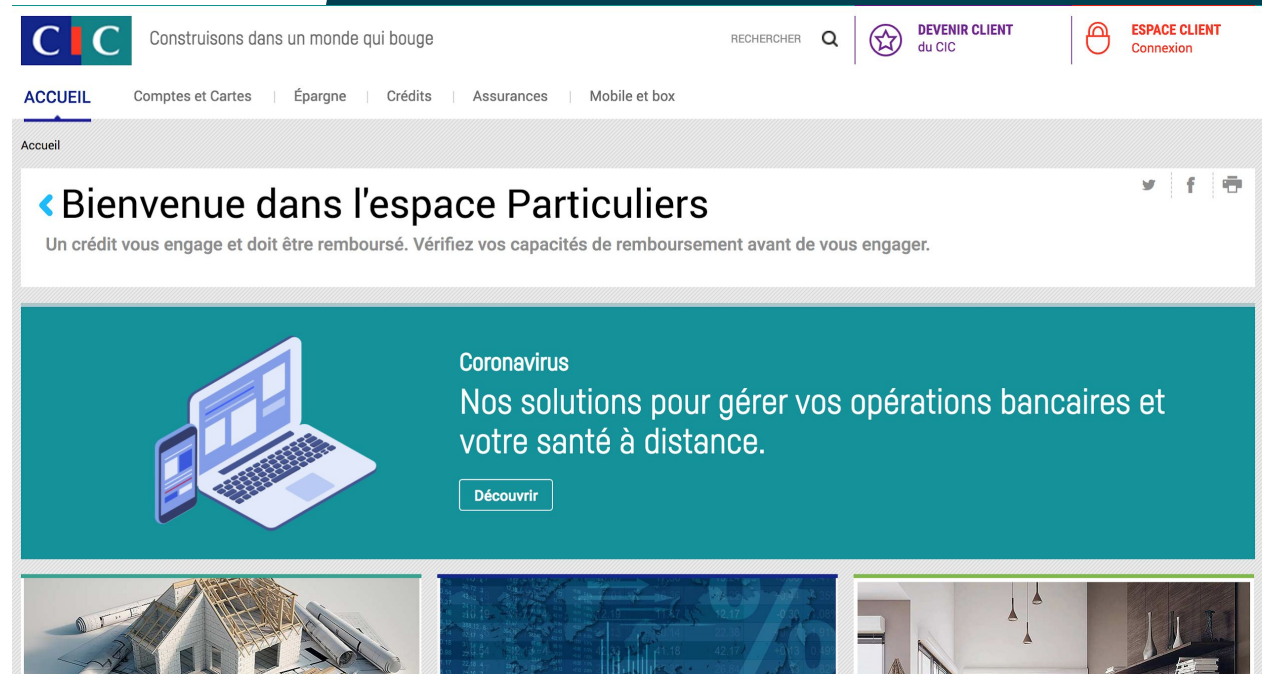 CIC
Construisons dans un monde qui bouge
RECHERCHER
DEVENIR CLIENT
du CIC
ESPACE CLIENT
Connexion
ACCUEIL
Comptes et Cartes | Épargne | Crédits | Assurances | Mobile et box
Accueil
Bienvenue dans l'espace Particuliers
Un crédit vous engage et doit être remboursé. Vérifiez vos capacités de remboursement avant de vous engager.
Coronavirus
Nos solutions pour gérer vos opérations bancaires et
votre santé à distance.
Découvrir